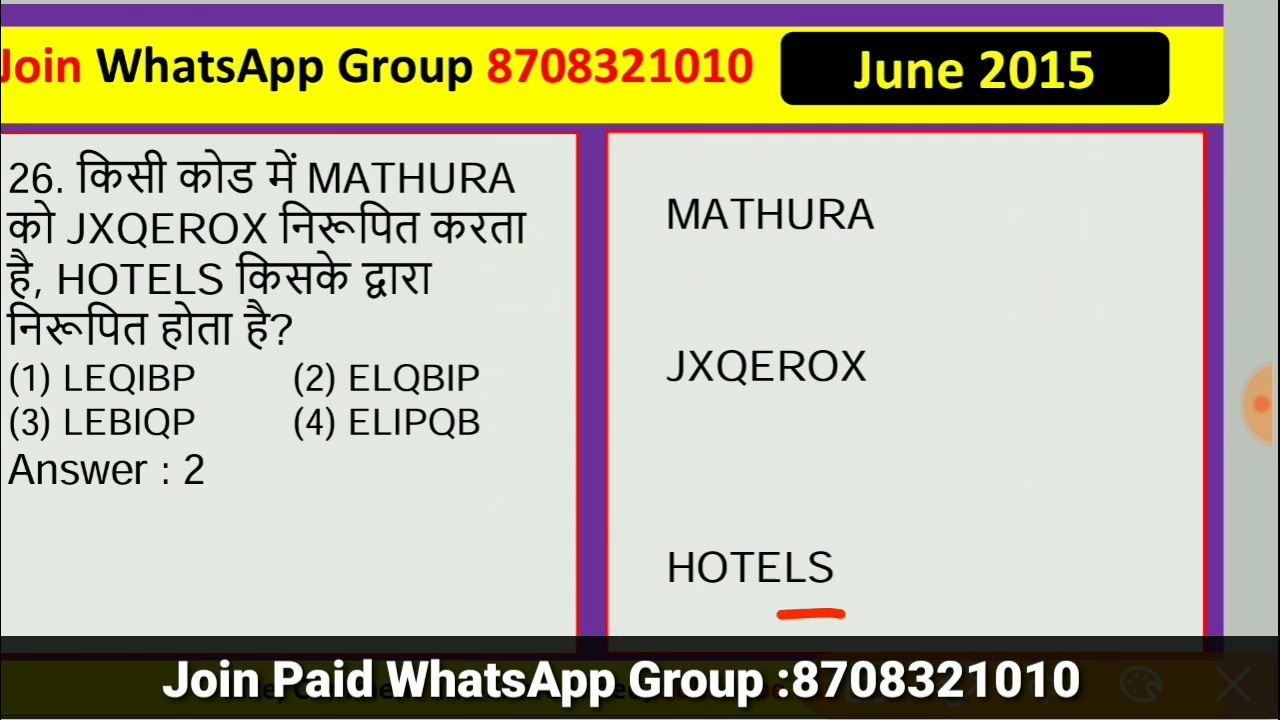 Join WhatsApp Group 8708321010
June 2015
26. किसी कोड में MATHURA
को JXQEROX निरूपित करता
है, HOTELS किसके द्वारा
निरूपित होता है?
(1) LEQIBP (2) ELQBIP
(3) LEBIQP (4) ELIPQB
Answer : 2
MATHURA
JXQEROX
HOTELS
Join Paid WhatsApp Group :8708321010